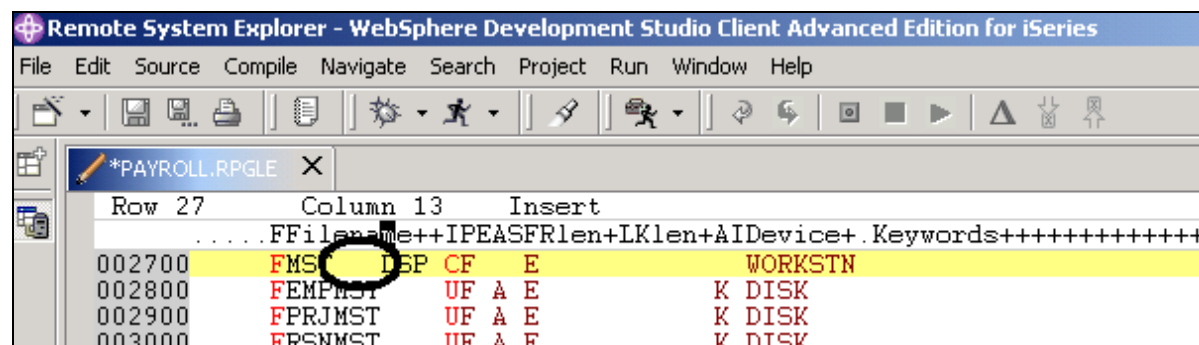 Remote System Explorer - WebSphere Development Studio Client Advanced Edition for iSeries
File Edit Source Compile Navigate Search Project Run Window Help
*PAYROLL.RPGLE
Row 27 Column 13 Insert
.....FFilename++IPEASFRlen+LKlen+AIDevice+.Keywords+++++++++++++
002700 FMSC DSP CF E WORKSTN
002800 FEMPMST UF A E K DISK
002900 FPRJMST UF A E K DISK
003000 FRSNMST UF A E K DISK